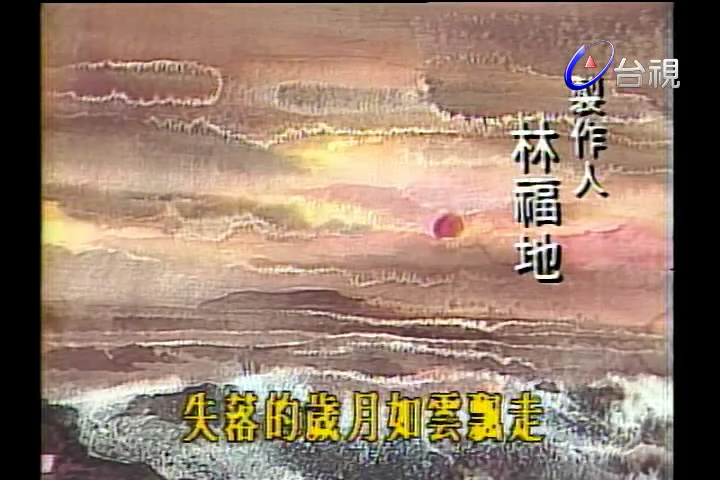 台視
製作人
林福地
失落的歲月如雲飄走